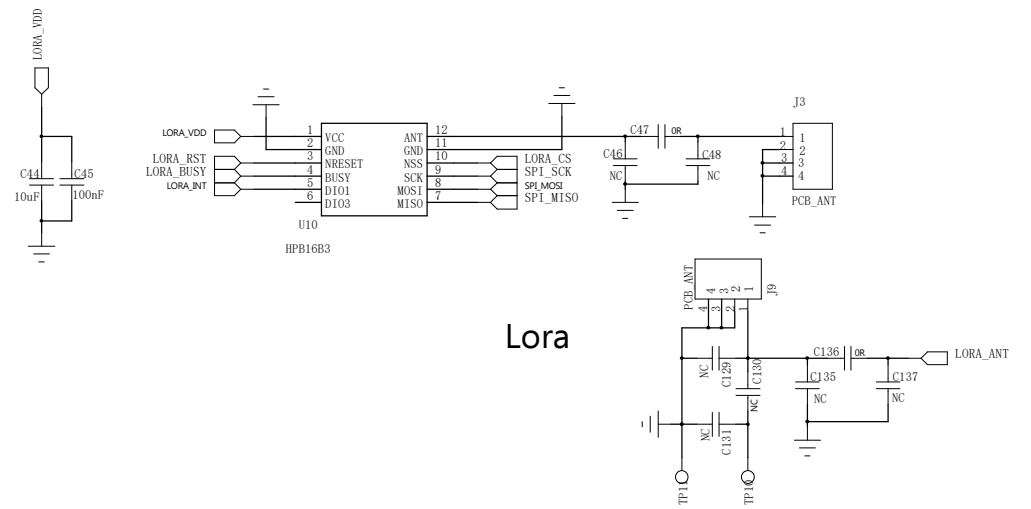 LORA_VDD
C44
10uF
C45
100nF
LORA_VDD
LORA_RST
LORA_BUSY
LORA_INT
1
2
3
4
5
6
VCC
GND
NRESET
BUSY
DIO1
DIO3
ANT
GND
NSS
SCK
MOSI
MISO
12
11
10
9
8
7
U10
HPB16B3
LORA_CS
SPI_SCK
SPI_MOSI
SPI_MISO
C47
0R
C46
NC
C48
NC
J3
1
2
3
4
1
2
3
4
PCB_ANT
Lora
PCB_ANT
J9
4
3
2
1
4
3
2
1
NC
C129
C130
NC
NC
C131
TP11
TP10
C136
0R
C135
NC
C137
NC
LORA_ANT